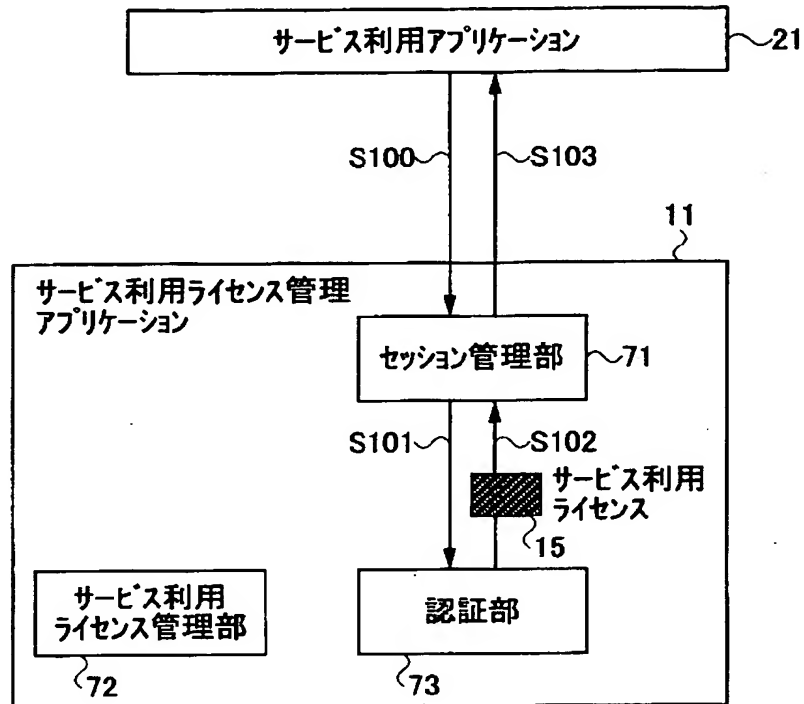 サービス利用アプリケーション
21
S100
S103
11
サービス利用ライセンス管理
アプリケーション
セッション管理部
71
S101
S102
サービス利用
ライセンス
15
サービス利用
ライセンス管理部
72
認証部
73